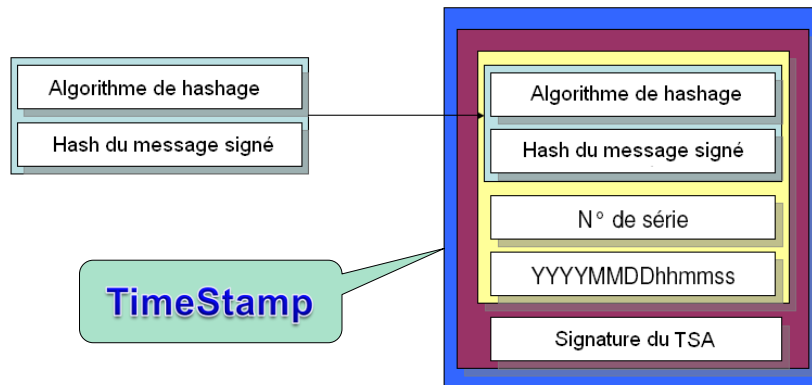 Algorithme de hashage
Hash du message signé
Algorithme de hashage
Hash du message signé
N° de série
YYYYMMDDhhmmss
Signature du TSA
TimeStamp